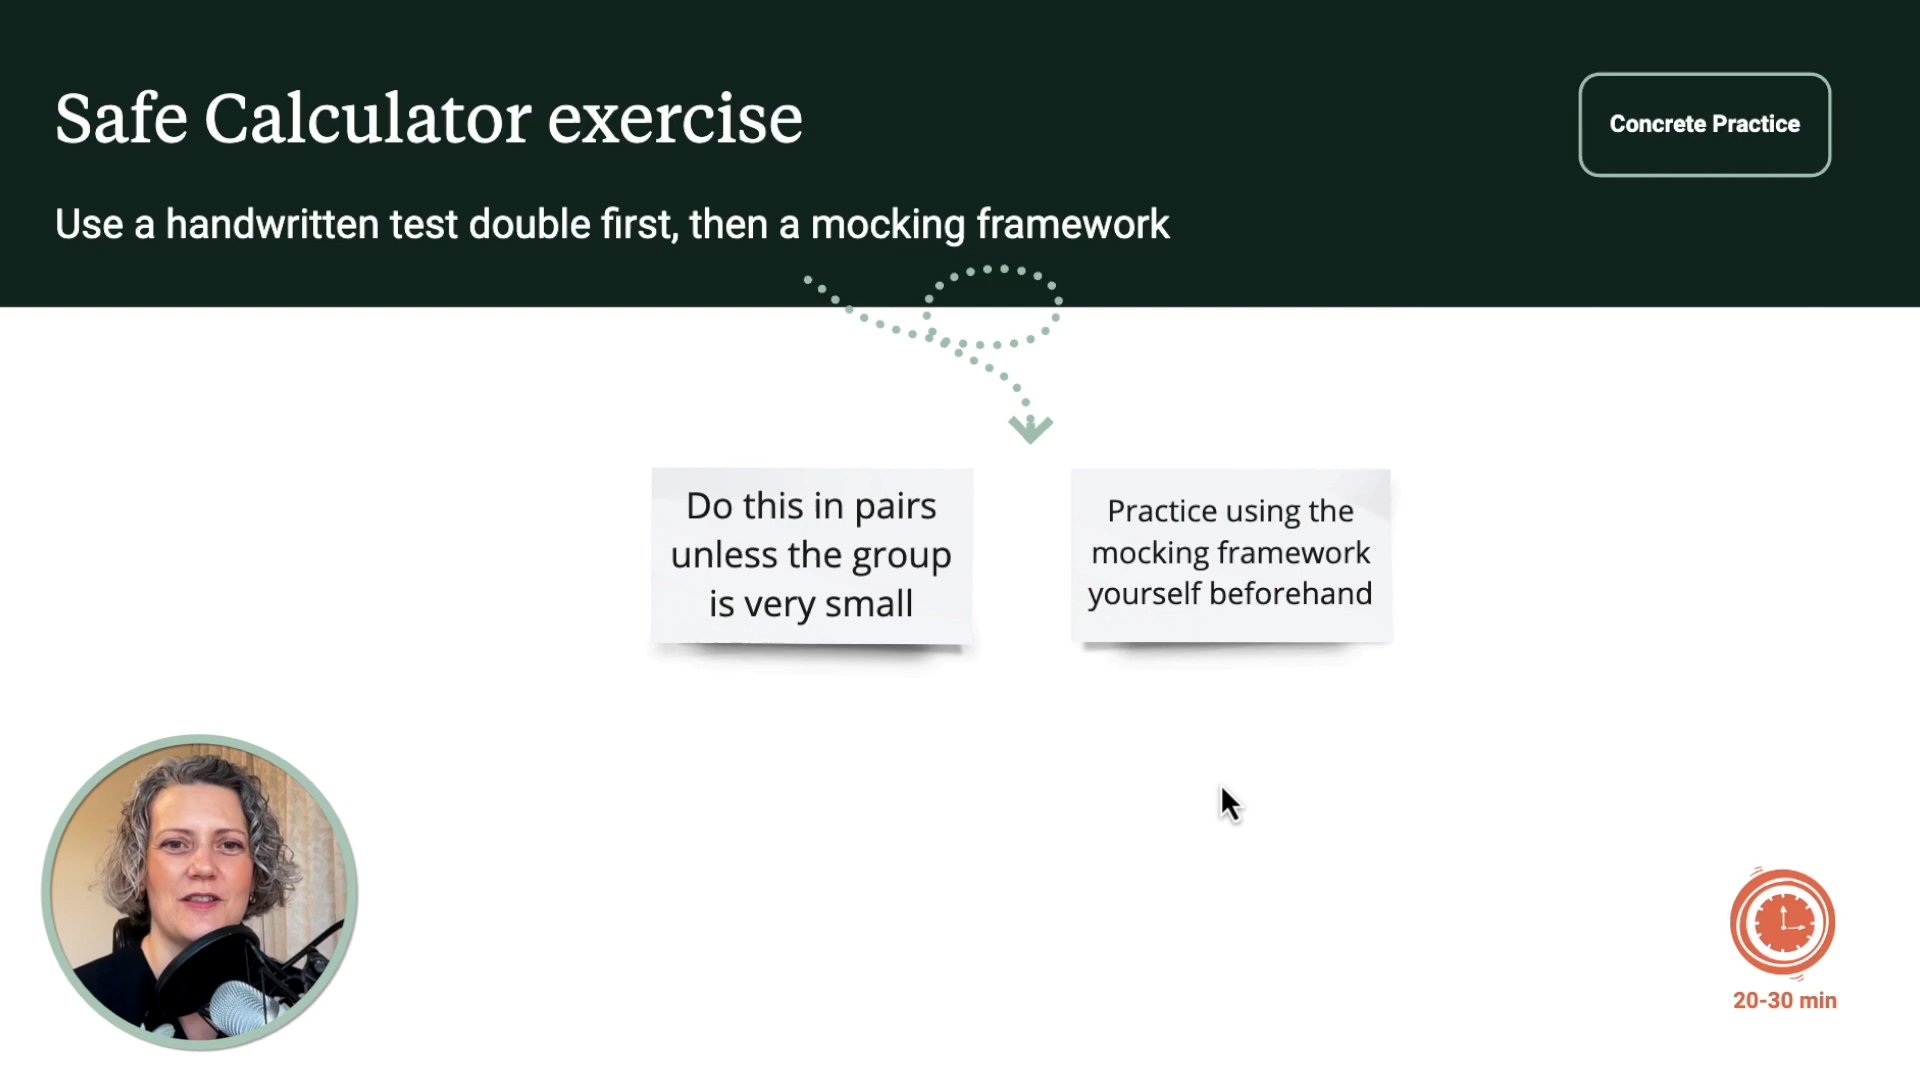 Safe Calculator exercise
Concrete Practice
Use a handwritten test double first, then a mocking framework
Do this in pairs
unless the group
is very small
Practice using the
mocking framework
yourself beforehand
20-30 min